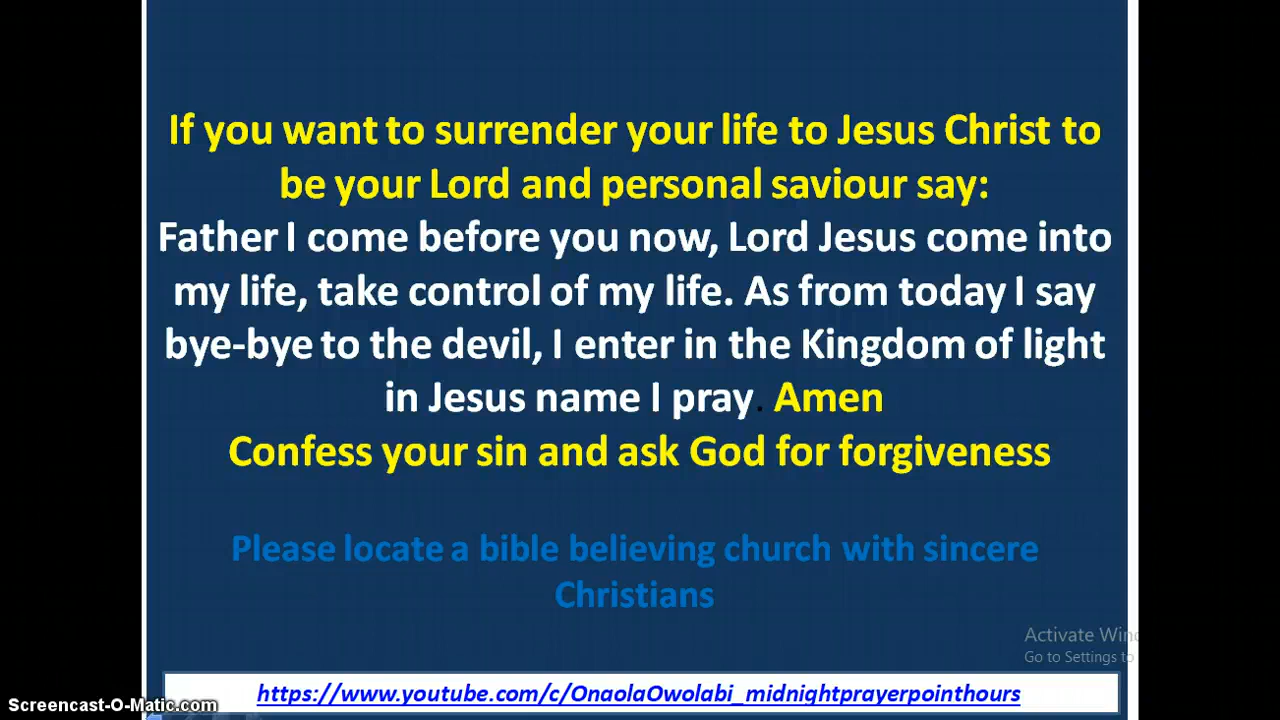 If you want to surrender your life to Jesus Christ to
be your Lord and personal saviour say:
Father I come before you now, Lord Jesus come into
my life, take control of my life. As from today I say
bye-bye to the devil, I enter in the Kingdom of light
in Jesus name I pray. Amen
Confess your sin and ask God for forgiveness
Please locate a bible believing church with sincere
Christians
Activate Wind
Go to Settings to
https://www.youtube.com/c/OnaolaOwolabi_midnightprayerpointhours
Screencast-O-Matic.com